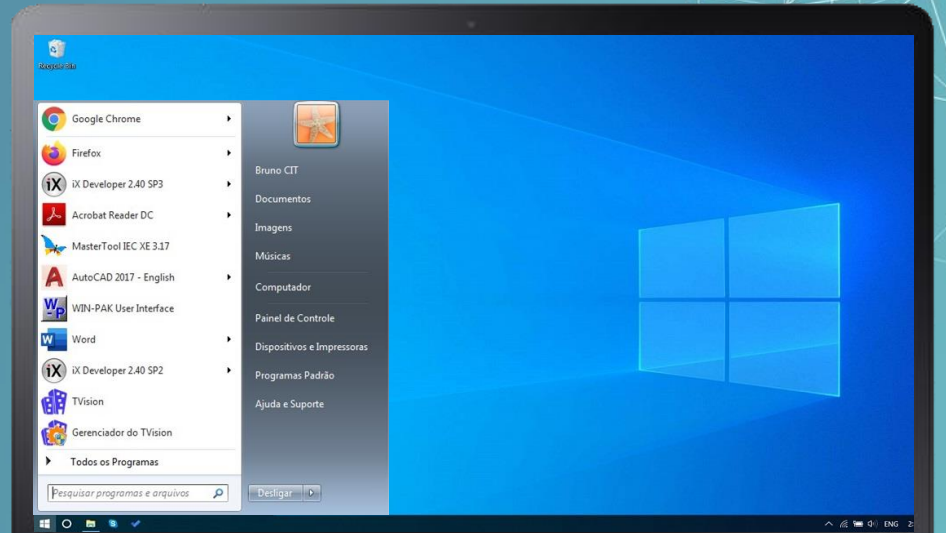 Recycle Bin
Google Chrome
Firefox
iX Developer 2.40 SP3
Acrobat Reader DC
MasterTool IEC XE 3.17
AutoCAD 2017 - English
WIN-PAK User Interface
Word
iX Developer 2.40 SP2
TVision
Gerenciador do TVision
Todos os Programas
Pesquisar programas e arquivos
Bruno CIT
Documentos
Imagens
Músicas
Computador
Painel de Controle
Dispositivos e Impressoras
Programas Padrão
Ajuda e Suporte
Desligar
ENG